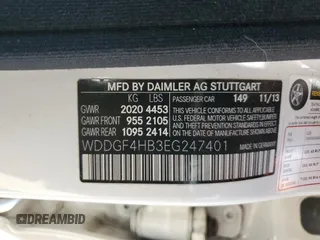 MFD BY DAIMLER AG STUTTGART
KG LBS
GVWR 2020 4453
GAWR FRONT 955 2105
GAWR REAR 1095 2414
PASSENGER CAR 149 11/13
THIS VEHICLE CONFORMS TO ALL APPLICABLE
U.S. FEDERAL MOTOR VEHICLE SAFETY, BUMPER
AND THEFT PREVENTION STANDARDS IN EFFECT
ON THE DATE OF MANUFACTURE SHOWN ABOVE.
WDDGF4HB3EG247401
DREAMBID